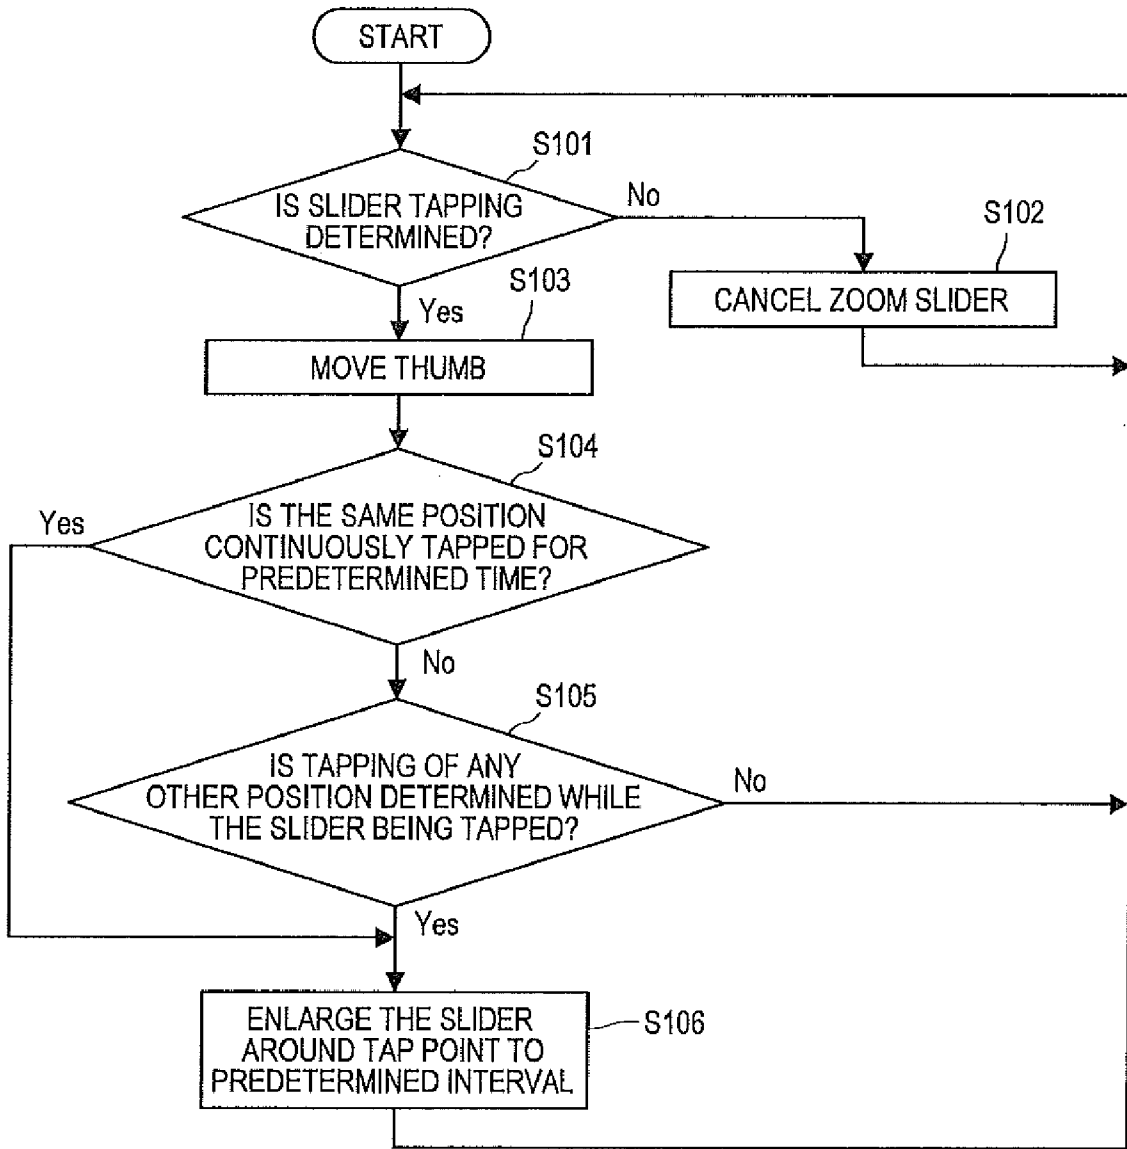 START
S101
IS SLIDER TAPPING
DETERMINED?
No
S102
CANCEL ZOOM SLIDER
Yes
S103
MOVE THUMB
S104
IS THE SAME POSITION
CONTINUOUSLY TAPPED FOR
PREDETERMINED TIME?
Yes
No
S105
IS TAPPING OF ANY
OTHER POSITION DETERMINED WHILE
THE SLIDER BEING TAPPED?
No
Yes
ENLARGE THE SLIDER
AROUND TAP POINT TO
PREDETERMINED INTERVAL
S106